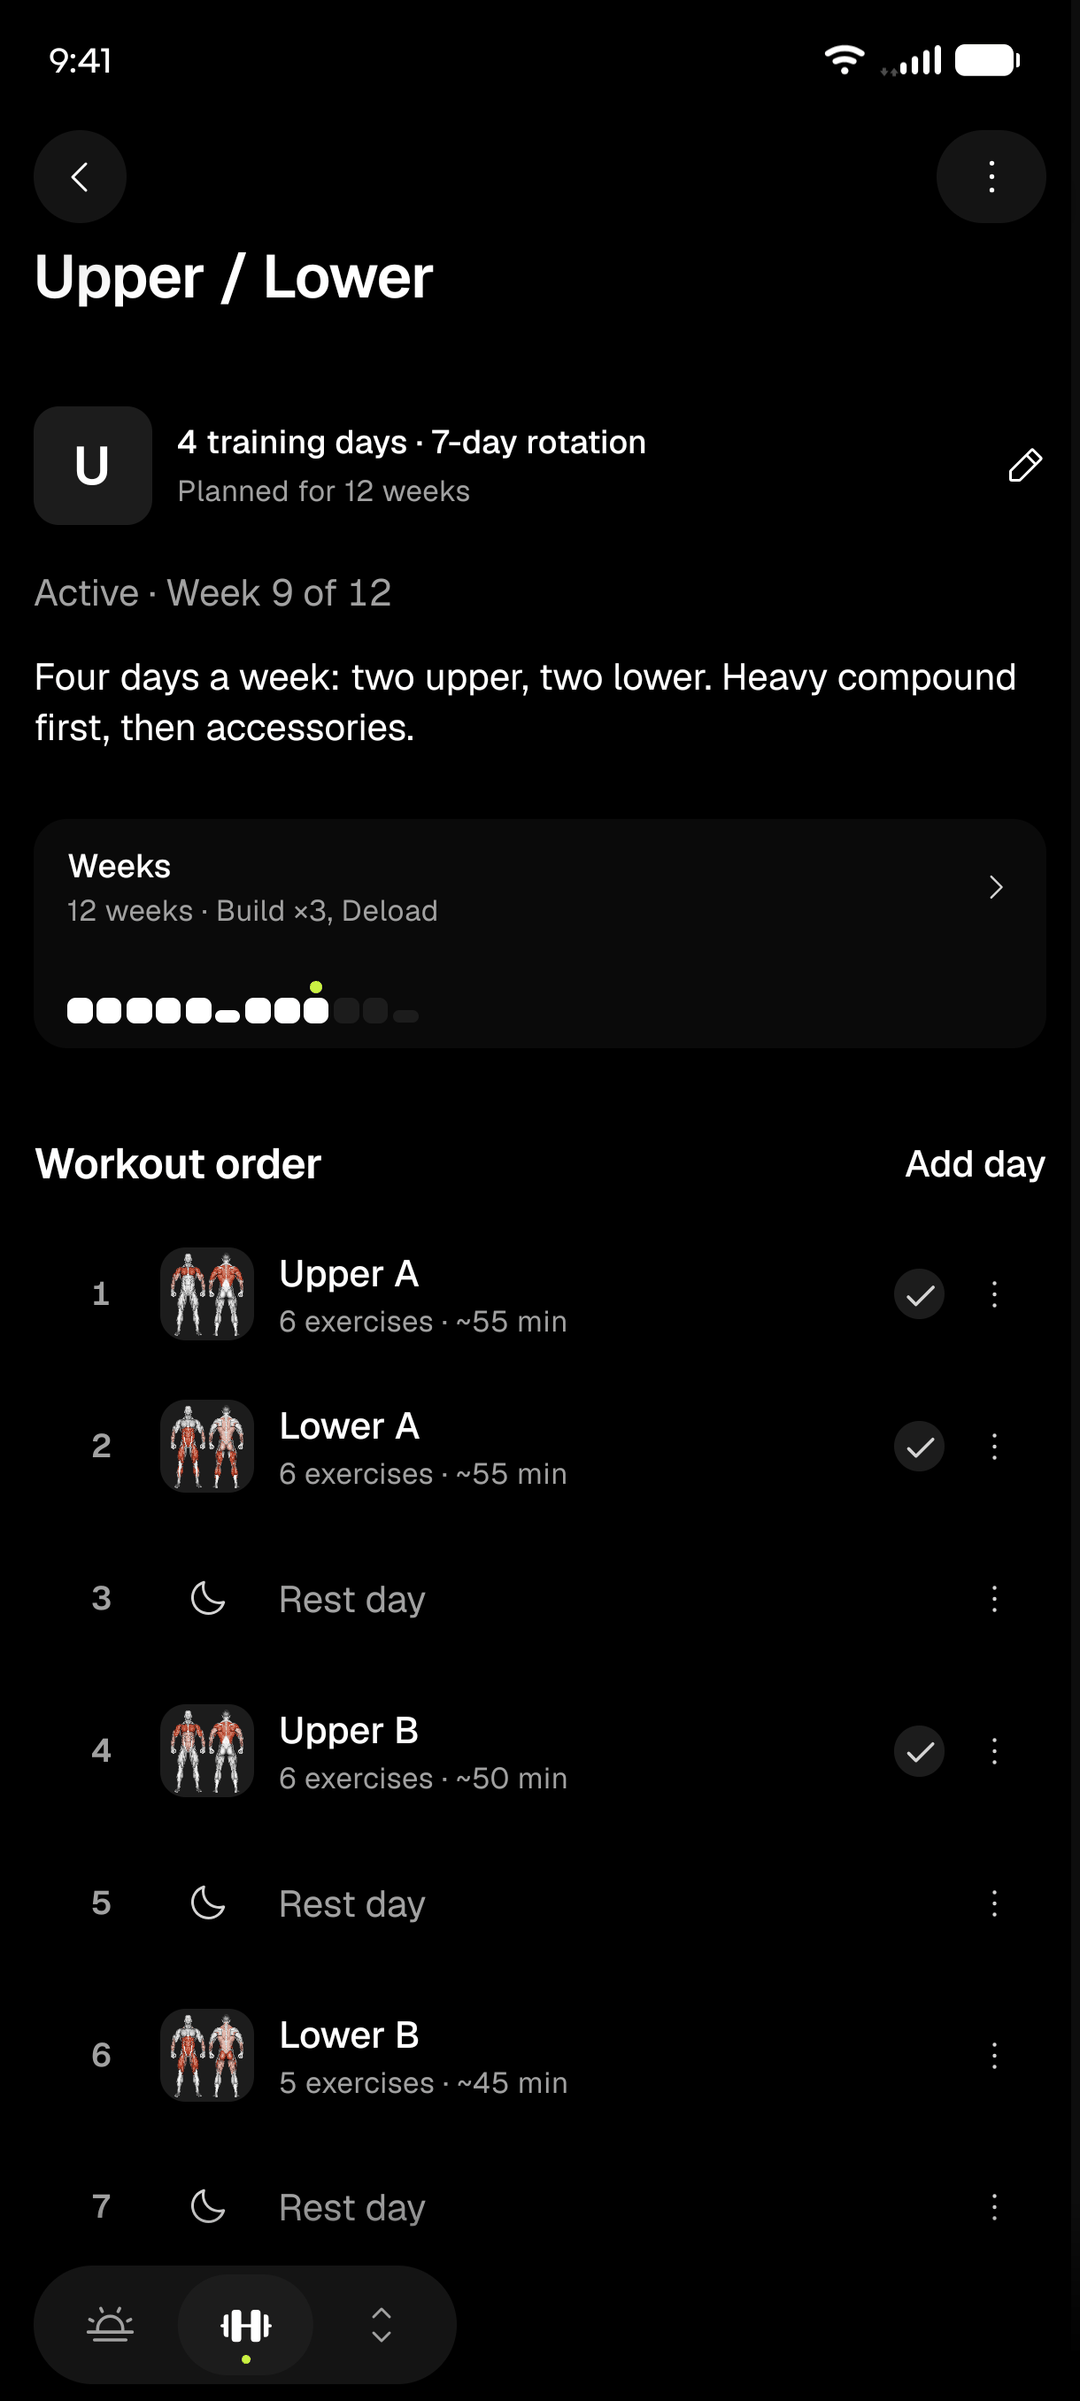 9:41
Upper / Lower
U
4 training days · 7-day rotation
Planned for 12 weeks
Active · Week 9 of 12
Four days a week: two upper, two lower. Heavy compound
first, then accessories.
Weeks
12 weeks · Build ×3, Deload
Workout order
Add day
1
Upper A
6 exercises · ~55 min
2
Lower A
6 exercises · ~55 min
3
Rest day
4
Upper B
6 exercises · ~50 min
5
Rest day
6
Lower B
5 exercises · ~45 min
7
Rest day